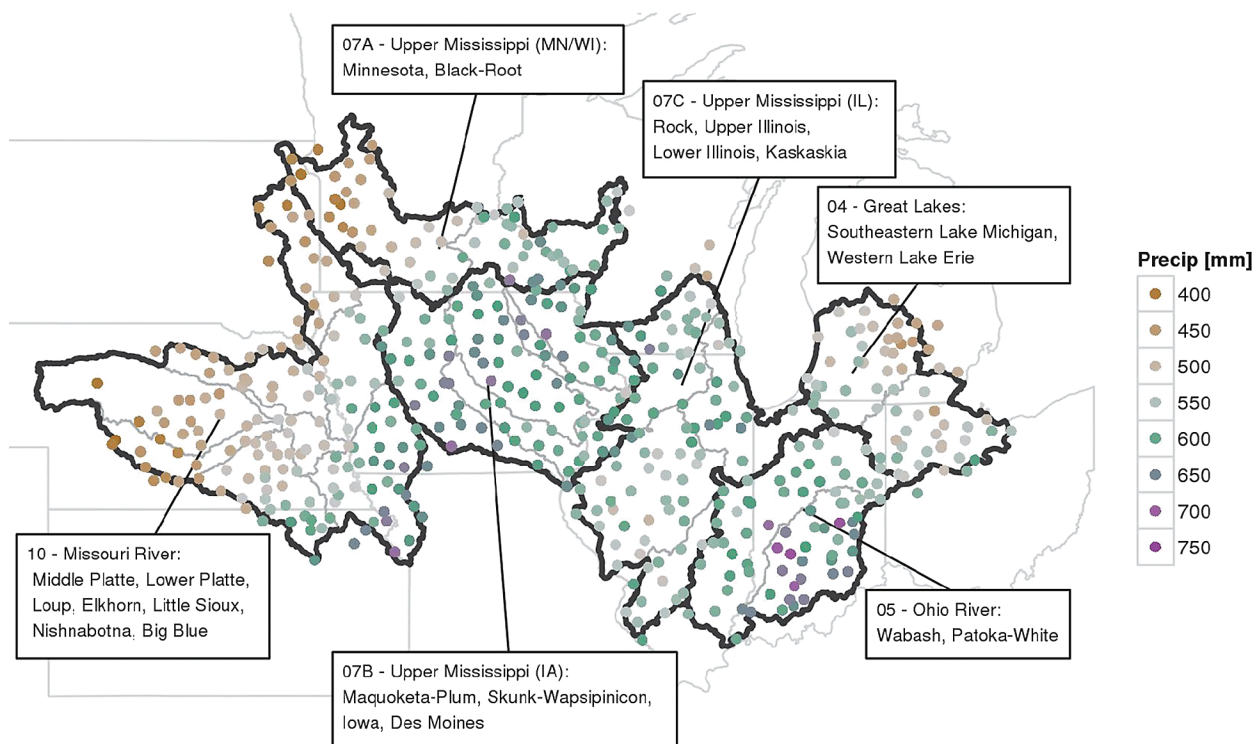 07A - Upper Mississippi (MN/WI):
Minnesota, Black-Root
07C - Upper Mississippi (IL):
Rock, Upper Illinois,
Lower Illinois, Kaskaskia
04 - Great Lakes:
Southeastern Lake Michigan,
Western Lake Erie
Precip [mm]
400
450
500
550
600
650
700
750
10 - Missouri River:
Middle Platte, Lower Platte,
Loup, Elkhorn, Little Sioux,
Nishnabotna, Big Blue
05 - Ohio River:
Wabash, Patoka-White
07B - Upper Mississippi (IA):
Maquoketa-Plum, Skunk-Wapsipinicon,
Iowa, Des Moines